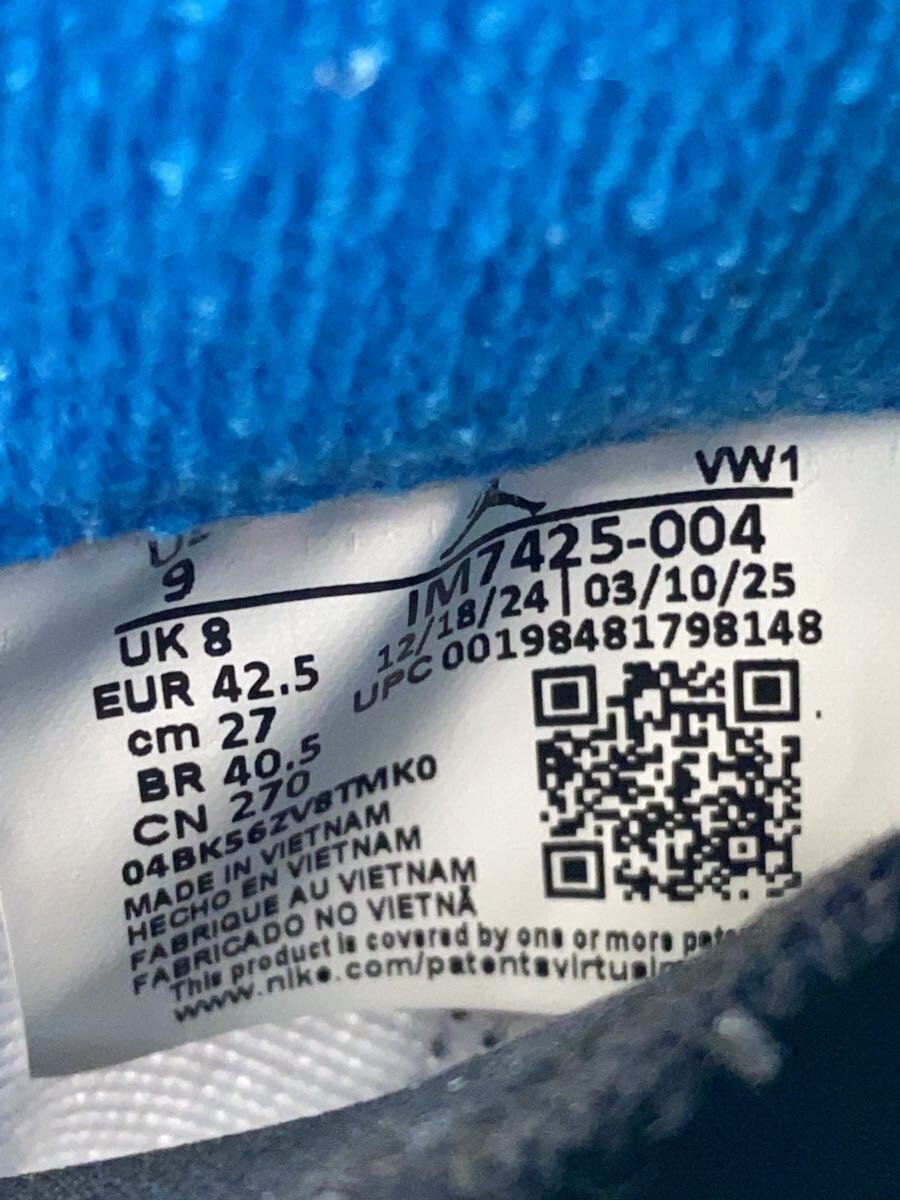 VW1
9
IM7425-004
UK 8
12/18/24 03/10/25
EUR 42.5
UPC 00198481798148
cm 27
BR 40.5
CN 270
04BK56ZV8TMK0
MADE IN VIETNAM
HECHO EN VIETNAM
FABRIQUE AU VIETNAM
FABRICADO NO VIETNÃ
This product is covered by one or more
www.nike.com/patentsvirtual